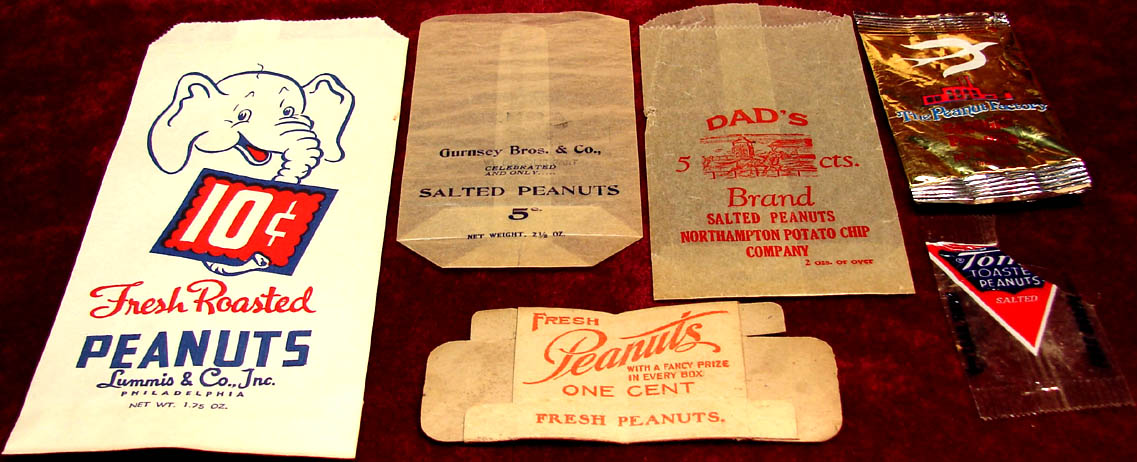 10¢
Fresh Roasted
PEANUTS
Lummis & Co., Inc.
PHILADELPHIA
NET WT. 1.75 OZ.
Gurnsey Bros. & Co.,
CELEBRATED
AND ONLY.....
SALTED PEANUTS
5c.
NET WEIGHT, 2½ OZ.
DAD'S
5 cts.
Brand
SALTED PEANUTS
NORTHAMPTON POTATO CHIP
COMPANY
2 ozs. or over
The Peanut Factory
TOASTE
PEANUTS
SALTED
FRESH
Peanuts
WITH A FANCY PRIZE
IN EVERY BOX
ONE CENT
FRESH PEANUTS.